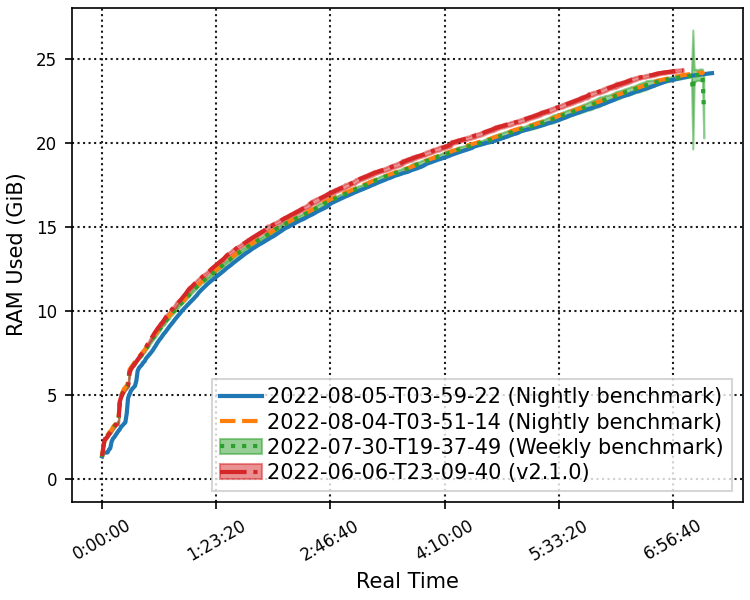 25
20
15
10
5
0
RAM Used (GiB)
2022-08-05-T03-59-22 (Nightly benchmark)
2022-08-04-T03-51-14 (Nightly benchmark)
2022-07-30-T19-37-49 (Weekly benchmark)
2022-06-06-T23-09-40 (v2.1.0)
0:00:00
1:23:20
2:46:40
4:10:00
5:33:20
6:56:40
Real Time